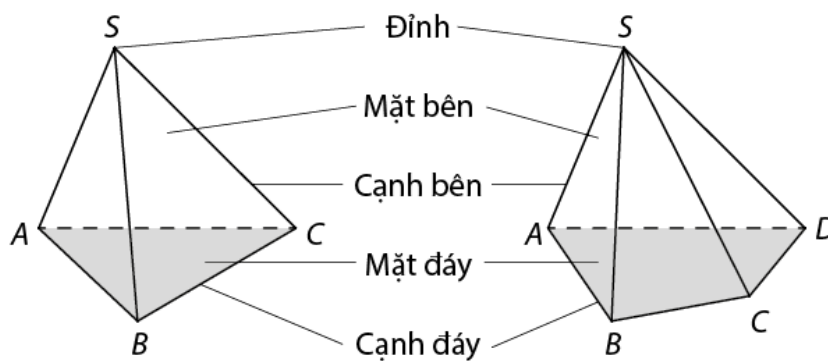 S Đỉnh S
Mặt bên
Cạnh bên
A C A D
Mặt đáy
C
B Cạnh đáy B